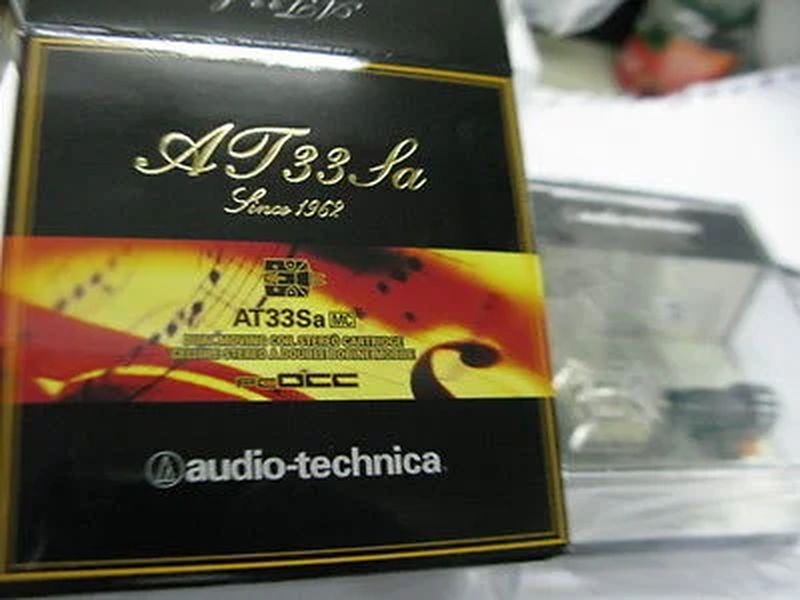 AT33Sa
Since 1962
AT33Sa MC
DUAL MOVING COIL STEREO CARTRIDGE
CELLULE STEREO A DOUBLE BOBINE MOBILE
PCOCC
audio-technica